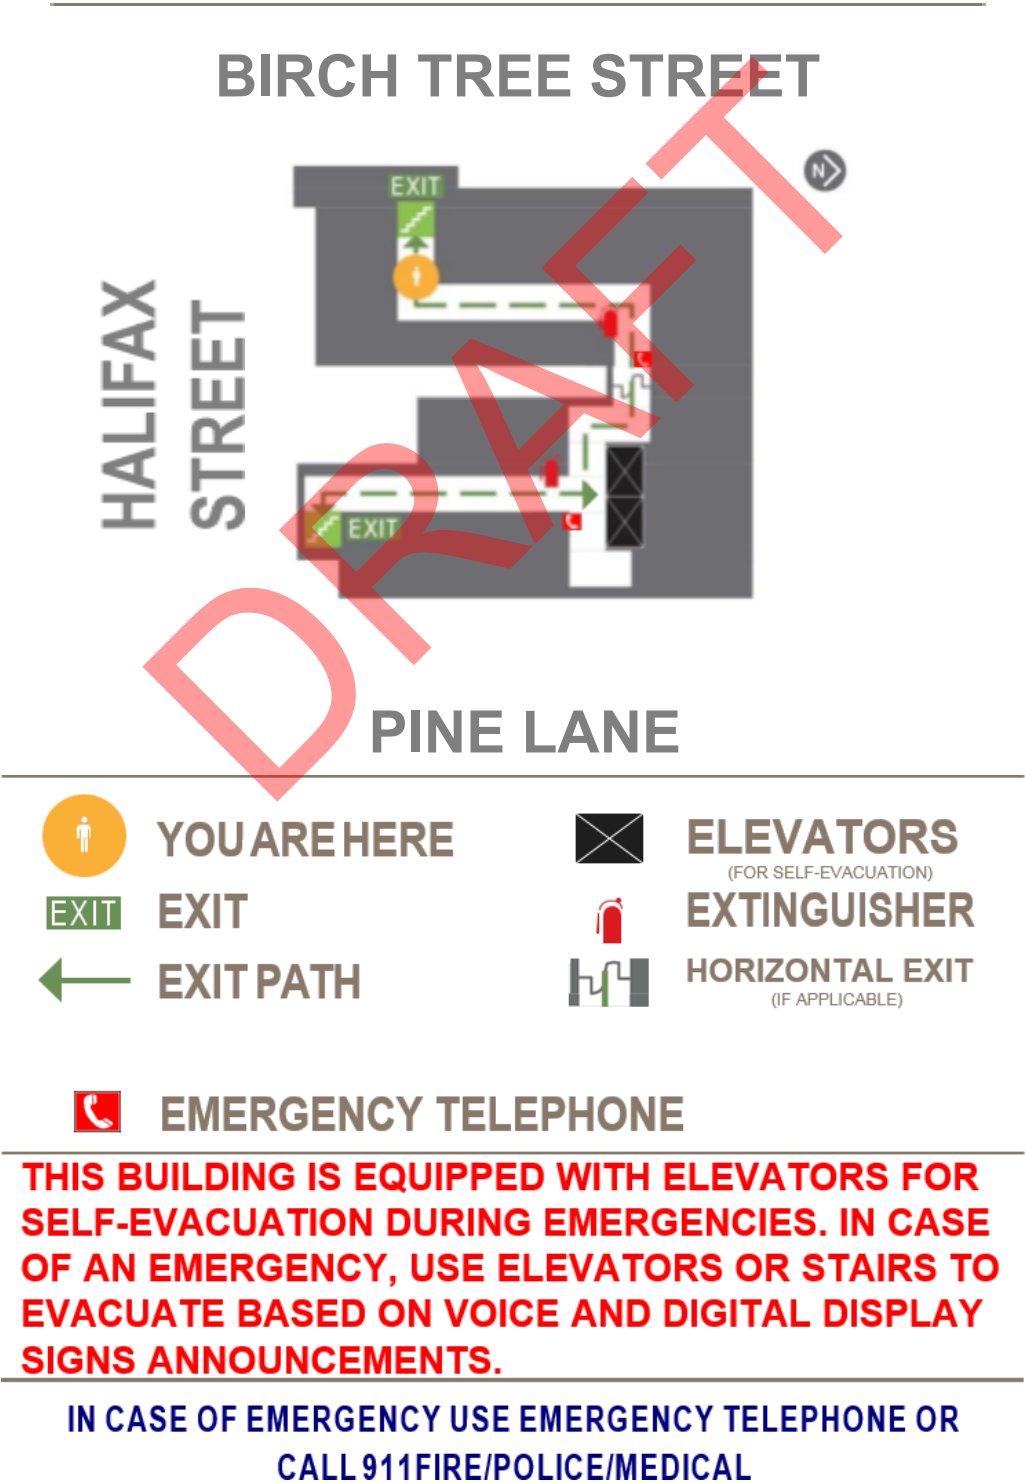 BIRCH TREE STREET
N
EXIT
HALIFAX
STREET
EXIT
DRAFT
PINE LANE
YOU ARE HERE
ELEVATORS
(FOR SELF-EVACUATION)
EXIT EXIT
EXTINGUISHER
EXIT PATH
HORIZONTAL EXIT
(IF APPLICABLE)
EMERGENCY TELEPHONE
THIS BUILDING IS EQUIPPED WITH ELEVATORS FOR
SELF-EVACUATION DURING EMERGENCIES. IN CASE
OF AN EMERGENCY, USE ELEVATORS OR STAIRS TO
EVACUATE BASED ON VOICE AND DIGITAL DISPLAY
SIGNS ANNOUNCEMENTS.
IN CASE OF EMERGENCY USE EMERGENCY TELEPHONE OR
CALL 911FIRE/POLICE/MEDICAL